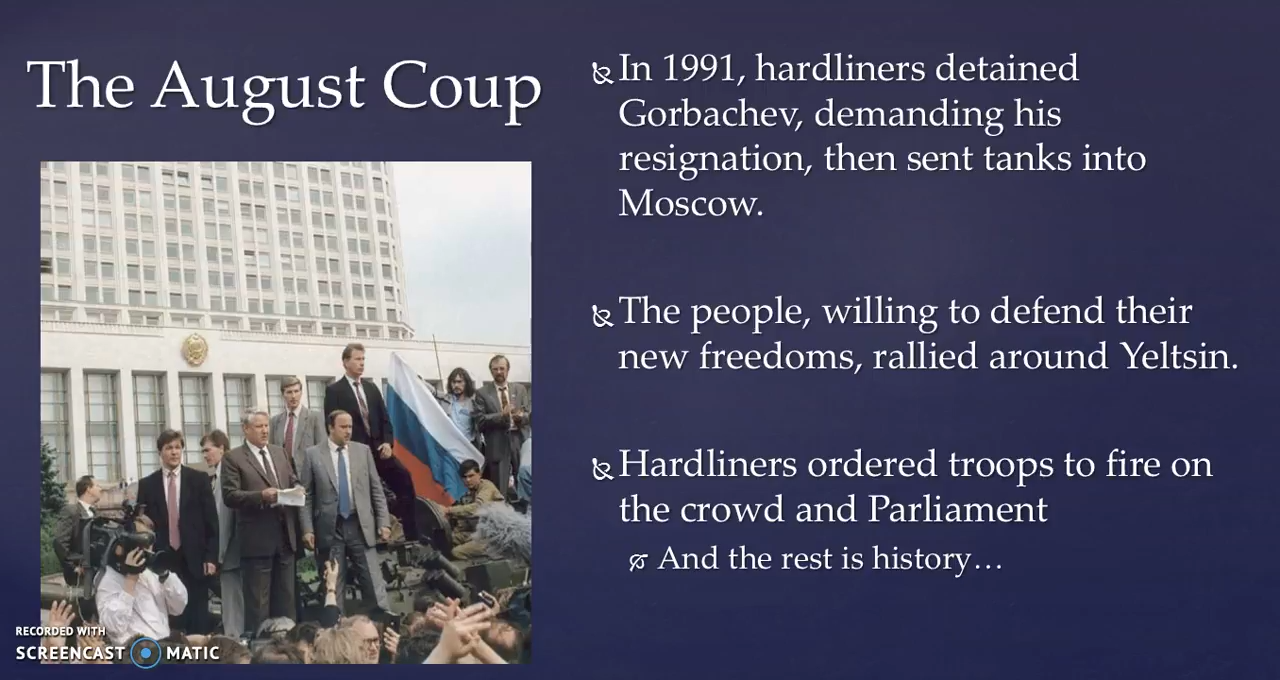 The August Coup
In 1991, hardliners detained
Gorbachev, demanding his
resignation, then sent tanks into
Moscow.
The people, willing to defend their
new freedoms, rallied around Yeltsin.
Hardliners ordered troops to fire on
the crowd and Parliament
And the rest is history…
RECORDED WITH
SCREENCAST MATIC